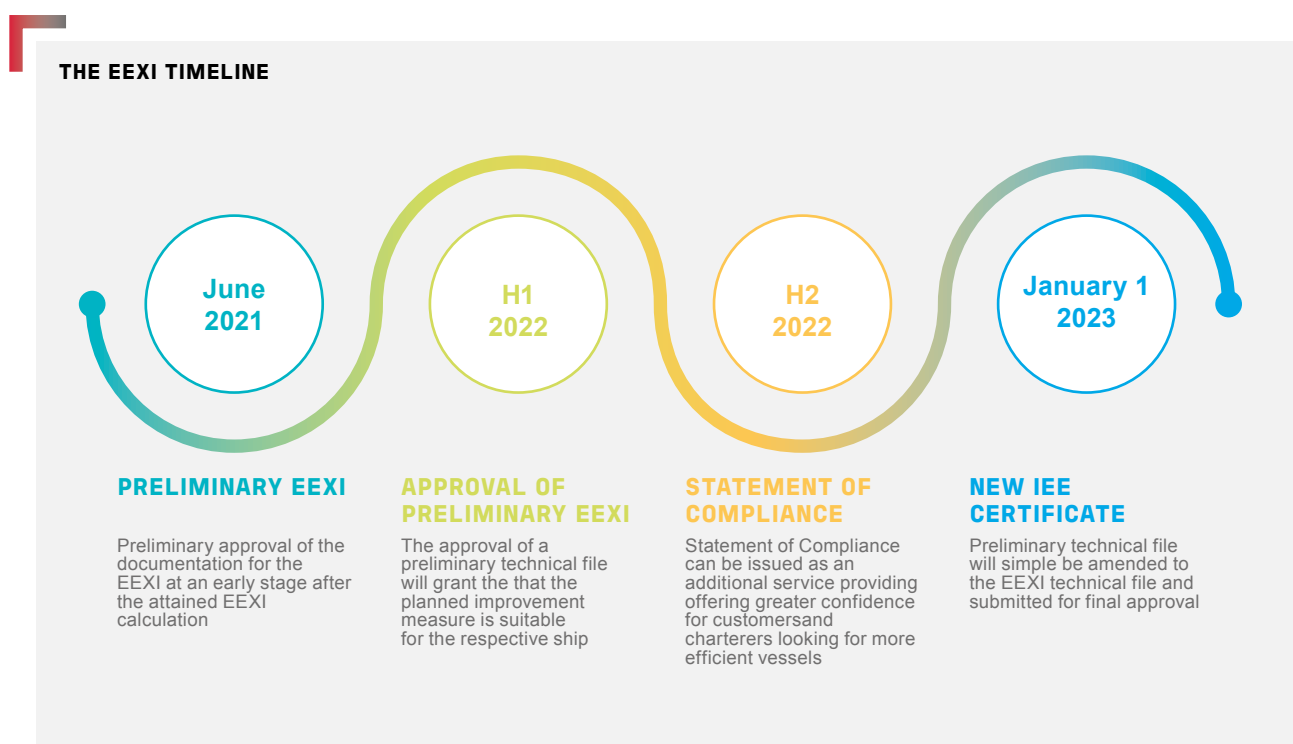 THE EEXI TIMELINE
June
2021
H1
2022
H2
2022
January 1
2023
PRELIMINARY EEXI
Preliminary approval of the
documentation for the
EEXI at an early stage after
the attained EEXI
calculation
APPROVAL OF
PRELIMINARY EEXI
The approval of a
preliminary technical file
will grant the that the
planned improvement
measure is suitable
for the respective ship
STATEMENT OF
COMPLIANCE
Statement of Compliance
can be issued as an
additional service providing
offering greater confidence
for customersand
charterers looking for more
efficient vessels
NEW IEE
CERTIFICATE
Preliminary technical file
will simple be amended to
the EEXI technical file and
submitted for final approval